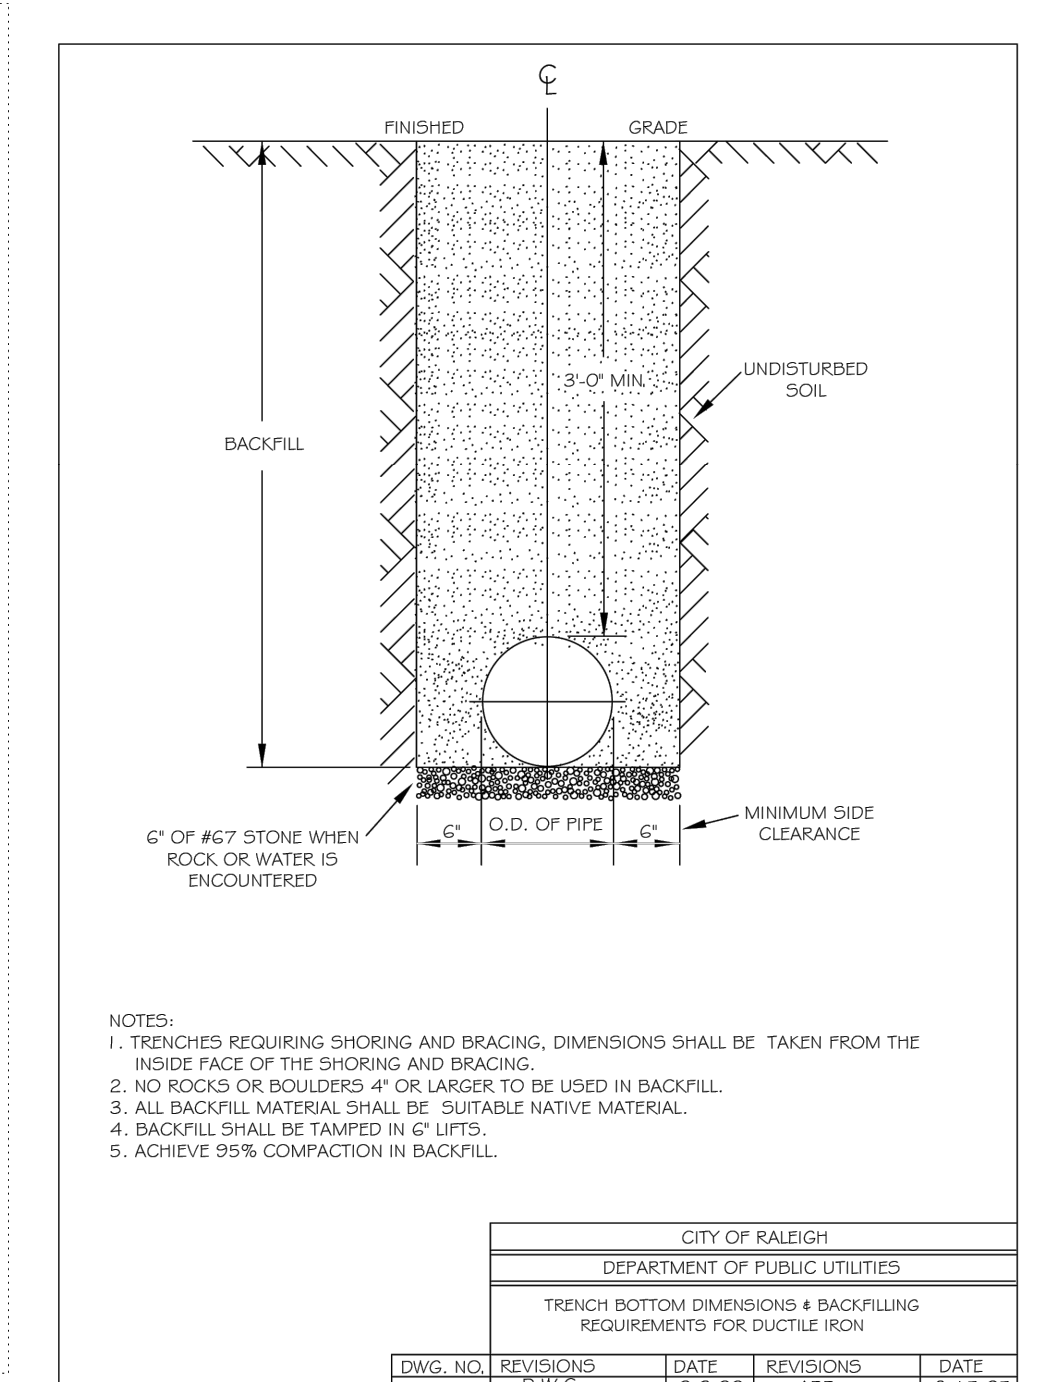 ℄
FINISHED GRADE
3'-0" MIN.
UNDISTURBED
SOIL
BACKFILL
6" O.D. OF PIPE 6"
MINIMUM SIDE
CLEARANCE
6" OF #67 STONE WHEN
ROCK OR WATER IS
ENCOUNTERED
NOTES:
1. TRENCHES REQUIRING SHORING AND BRACING, DIMENSIONS SHALL BE TAKEN FROM THE
INSIDE FACE OF THE SHORING AND BRACING.
2. NO ROCKS OR BOULDERS 4" OR LARGER TO BE USED IN BACKFILL.
3. ALL BACKFILL MATERIAL SHALL BE SUITABLE NATIVE MATERIAL.
4. BACKFILL SHALL BE TAMPED IN 6" LIFTS.
5. ACHIEVE 95% COMPACTION IN BACKFILL.
CITY OF RALEIGH
DEPARTMENT OF PUBLIC UTILITIES
TRENCH BOTTOM DIMENSIONS & BACKFILLING
REQUIREMENTS FOR DUCTILE IRON
DWG. NO. REVISIONS DATE REVISIONS DATE